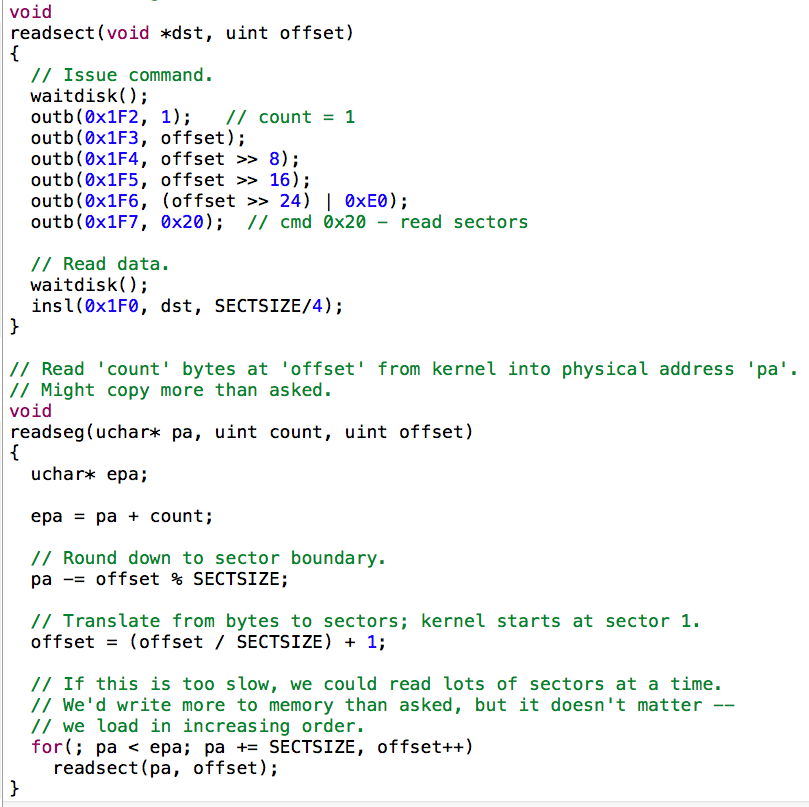 void
readsect(void *dst, uint offset)
{
  // Issue command.
  waitdisk();
  outb(0x1F2, 1);   // count = 1
  outb(0x1F3, offset);
  outb(0x1F4, offset >> 8);
  outb(0x1F5, offset >> 16);
  outb(0x1F6, (offset >> 24) | 0xE0);
  outb(0x1F7, 0x20);  // cmd 0x20 – read sectors

  // Read data.
  waitdisk();
  insl(0x1F0, dst, SECTSIZE/4);
}

// Read 'count' bytes at 'offset' from kernel into physical address 'pa'.
// Might copy more than asked.
void
readseg(uchar* pa, uint count, uint offset)
{
  uchar* epa;

  epa = pa + count;

  // Round down to sector boundary.
  pa -= offset % SECTSIZE;

  // Translate from bytes to sectors; kernel starts at sector 1.
  offset = (offset / SECTSIZE) + 1;

  // If this is too slow, we could read lots of sectors at a time.
  // We'd write more to memory than asked, but it doesn't matter --
  // we load in increasing order.
  for(; pa < epa; pa += SECTSIZE, offset++)
    readsect(pa, offset);
}